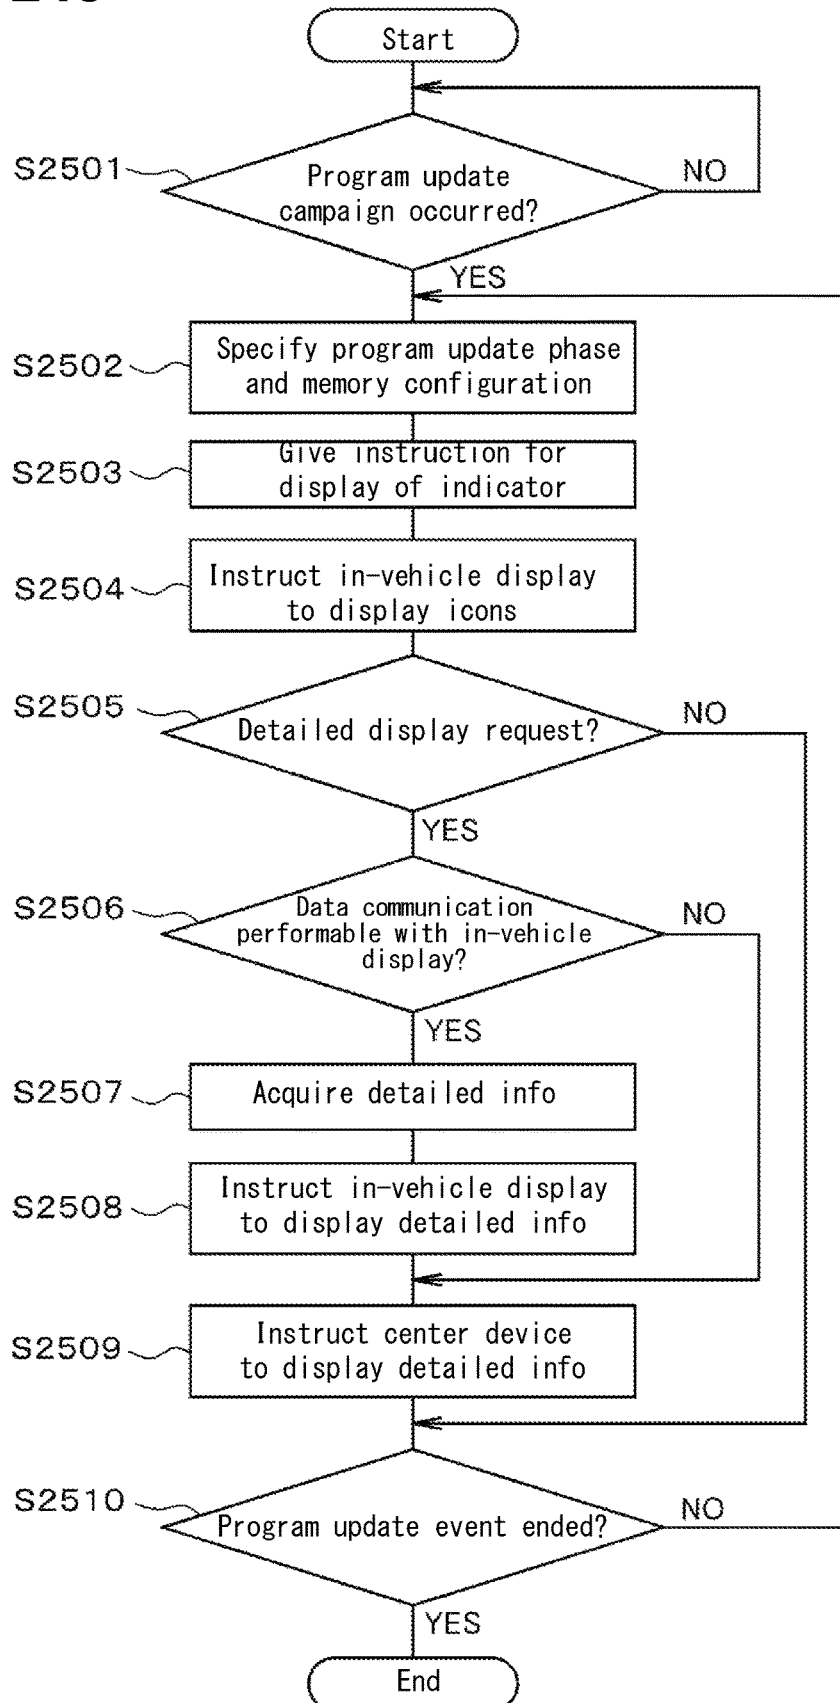 Start
S2501
Program update
campaign occurred?
NO
YES
S2502
Specify program update phase
and memory configuration
S2503
Give instruction for
display of indicator
S2504
Instruct in-vehicle display
to display icons
S2505
Detailed display request?
NO
YES
S2506
Data communication
performable with in-vehicle
display?
NO
YES
S2507
Acquire detailed info
S2508
Instruct in-vehicle display
to display detailed info
S2509
Instruct center device
to display detailed info
S2510
Program update event ended?
NO
YES
End